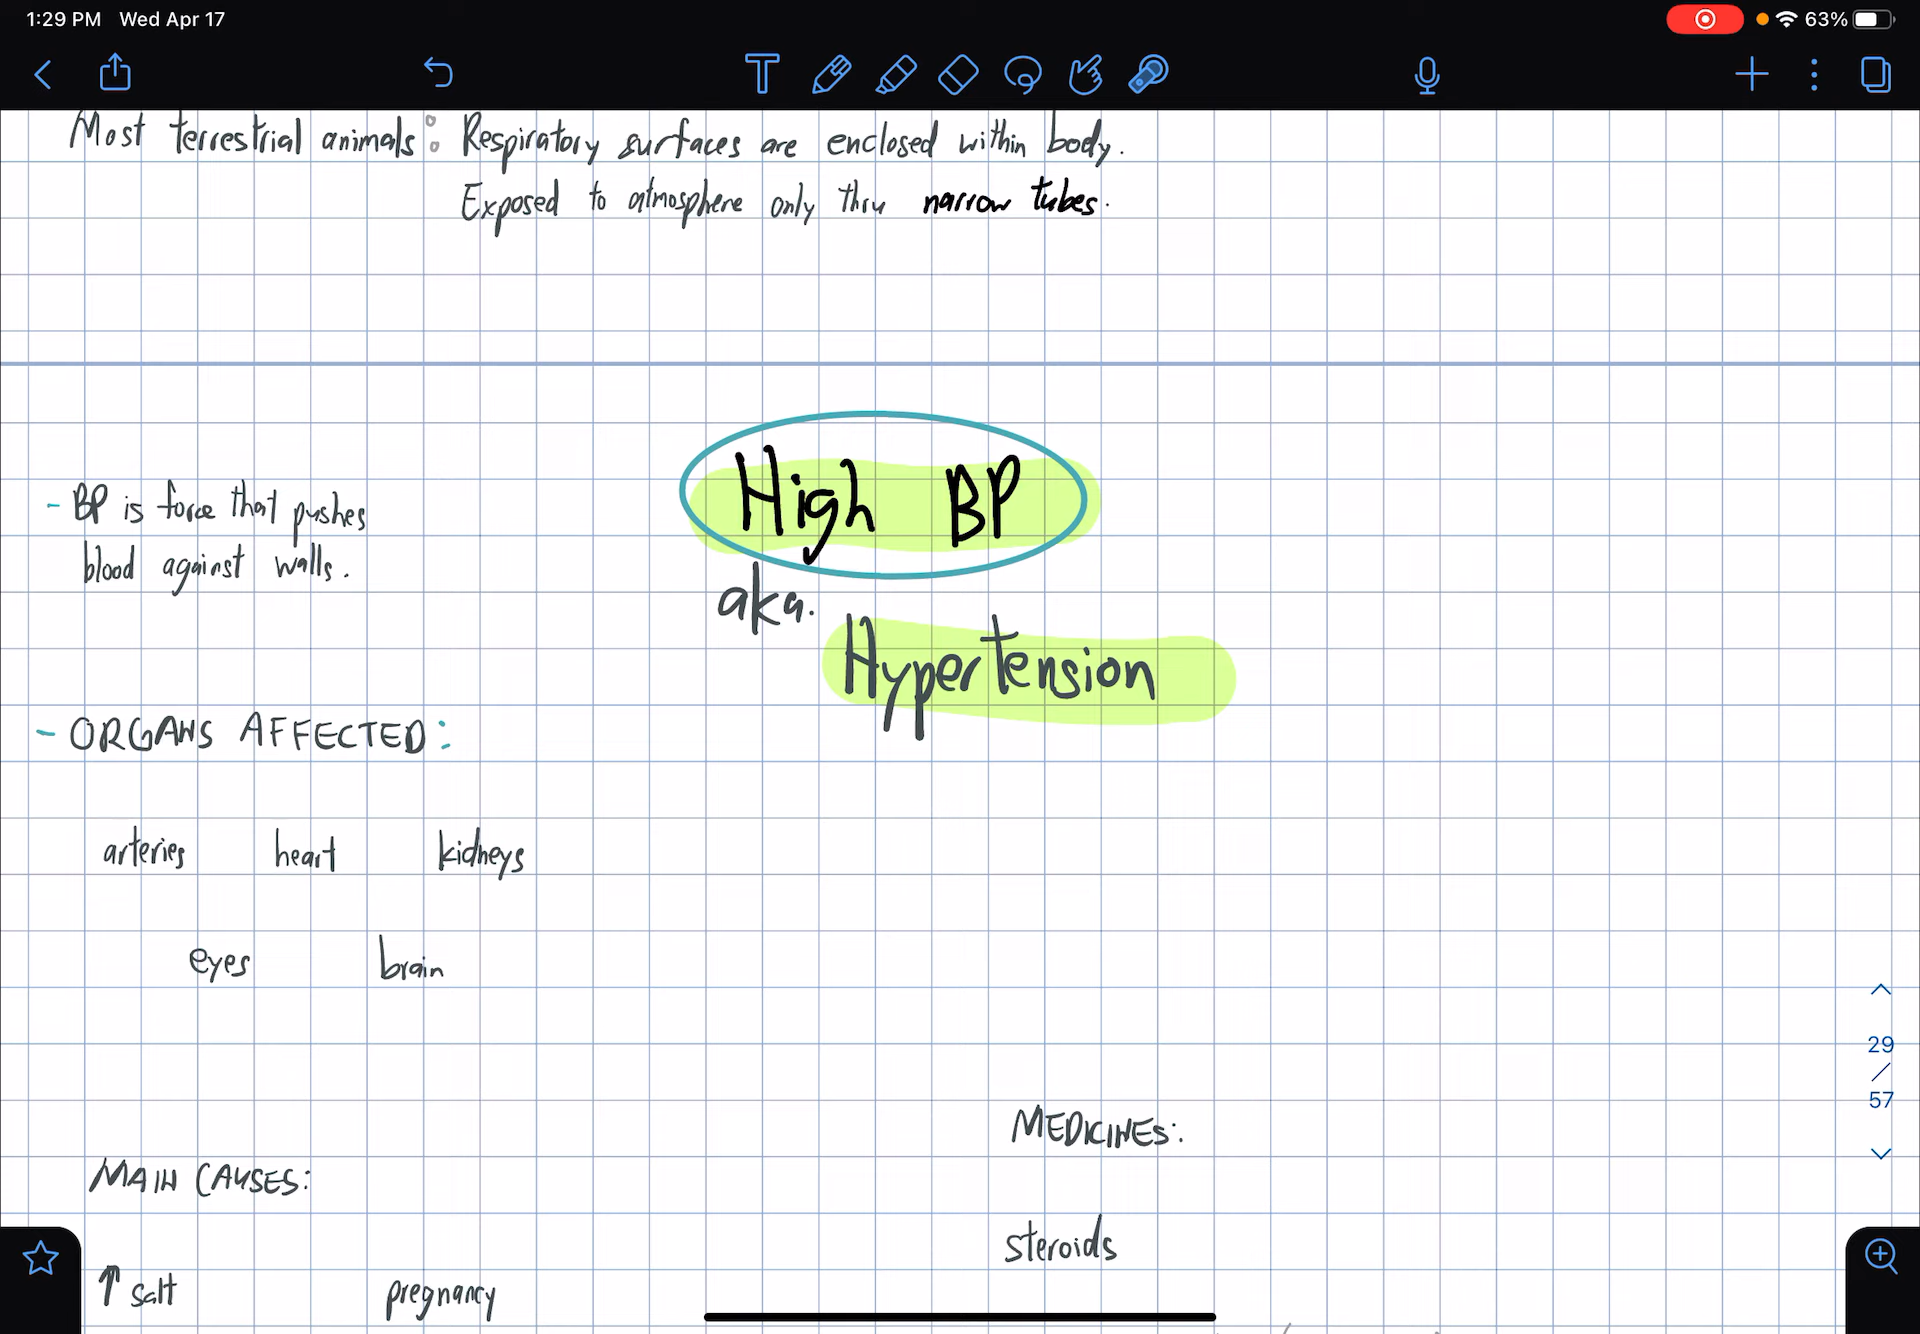 1:29 PM Wed Apr 17
63%
Most terrestrial animals: Respiratory surfaces are enclosed within body.
Exposed to atmosphere only thru narrow tubes.
High BP
- BP is force that pushes
blood against walls.
aka.
Hypertension
- ORGANS AFFECTED:
arteries heart kidneys
eyes brain
29
/
57
MEDICINES:
MAIN CAUSES:
steroids
↑ salt pregnancy